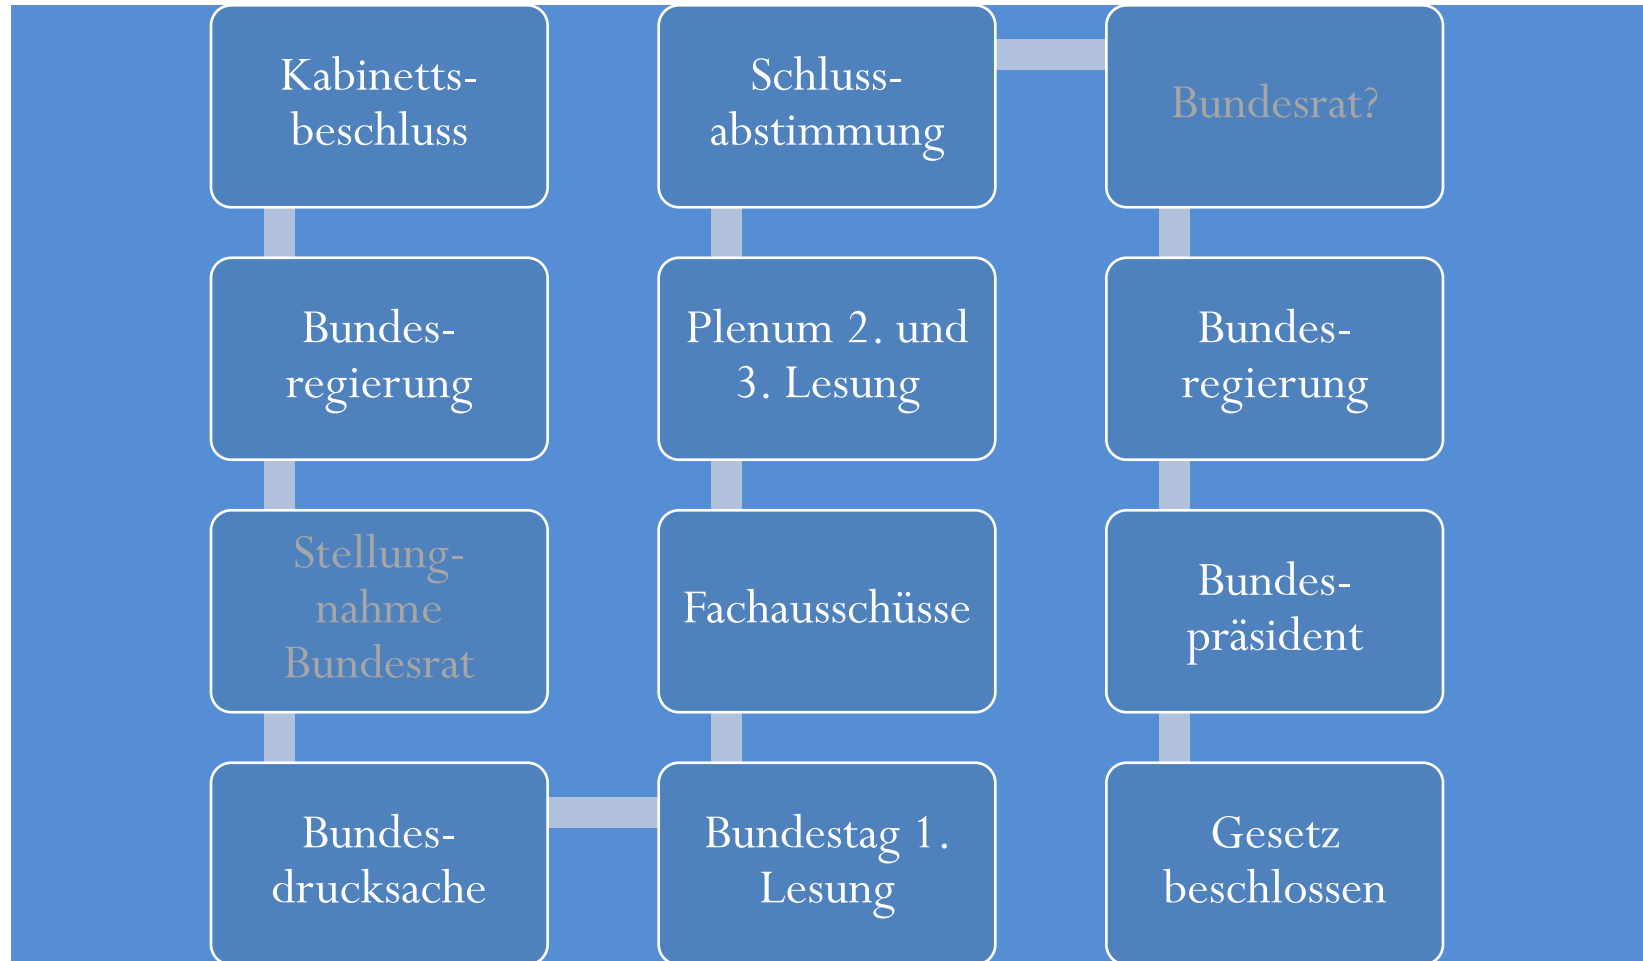 Kabinetts-
beschluss
Bundes-
regierung
Stellung-
nahme
Bundesrat
Bundes-
drucksache
Bundestag 1.
Lesung
Fachausschüsse
Plenum 2. und
3. Lesung
Schluss-
abstimmung
Bundesrat?
Bundes-
regierung
Bundes-
präsident
Gesetz
beschlossen